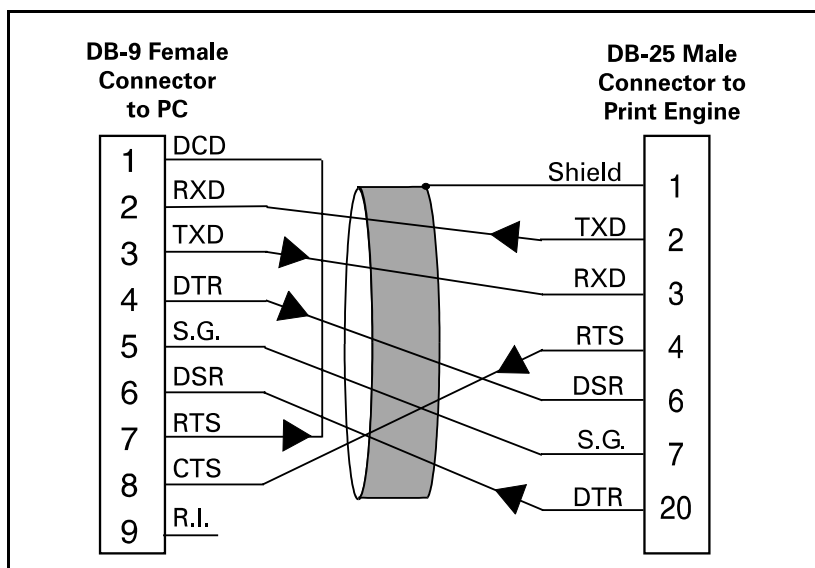 DB-9 Female
Connector
to PC
1 DCD
2 RXD
3 TXD
4 DTR
5 S.G.
6 DSR
7 RTS
8 CTS
9 R.I.
DB-25 Male
Connector to
Print Engine
Shield 1
TXD 2
RXD 3
RTS 4
DSR 6
S.G. 7
DTR 20